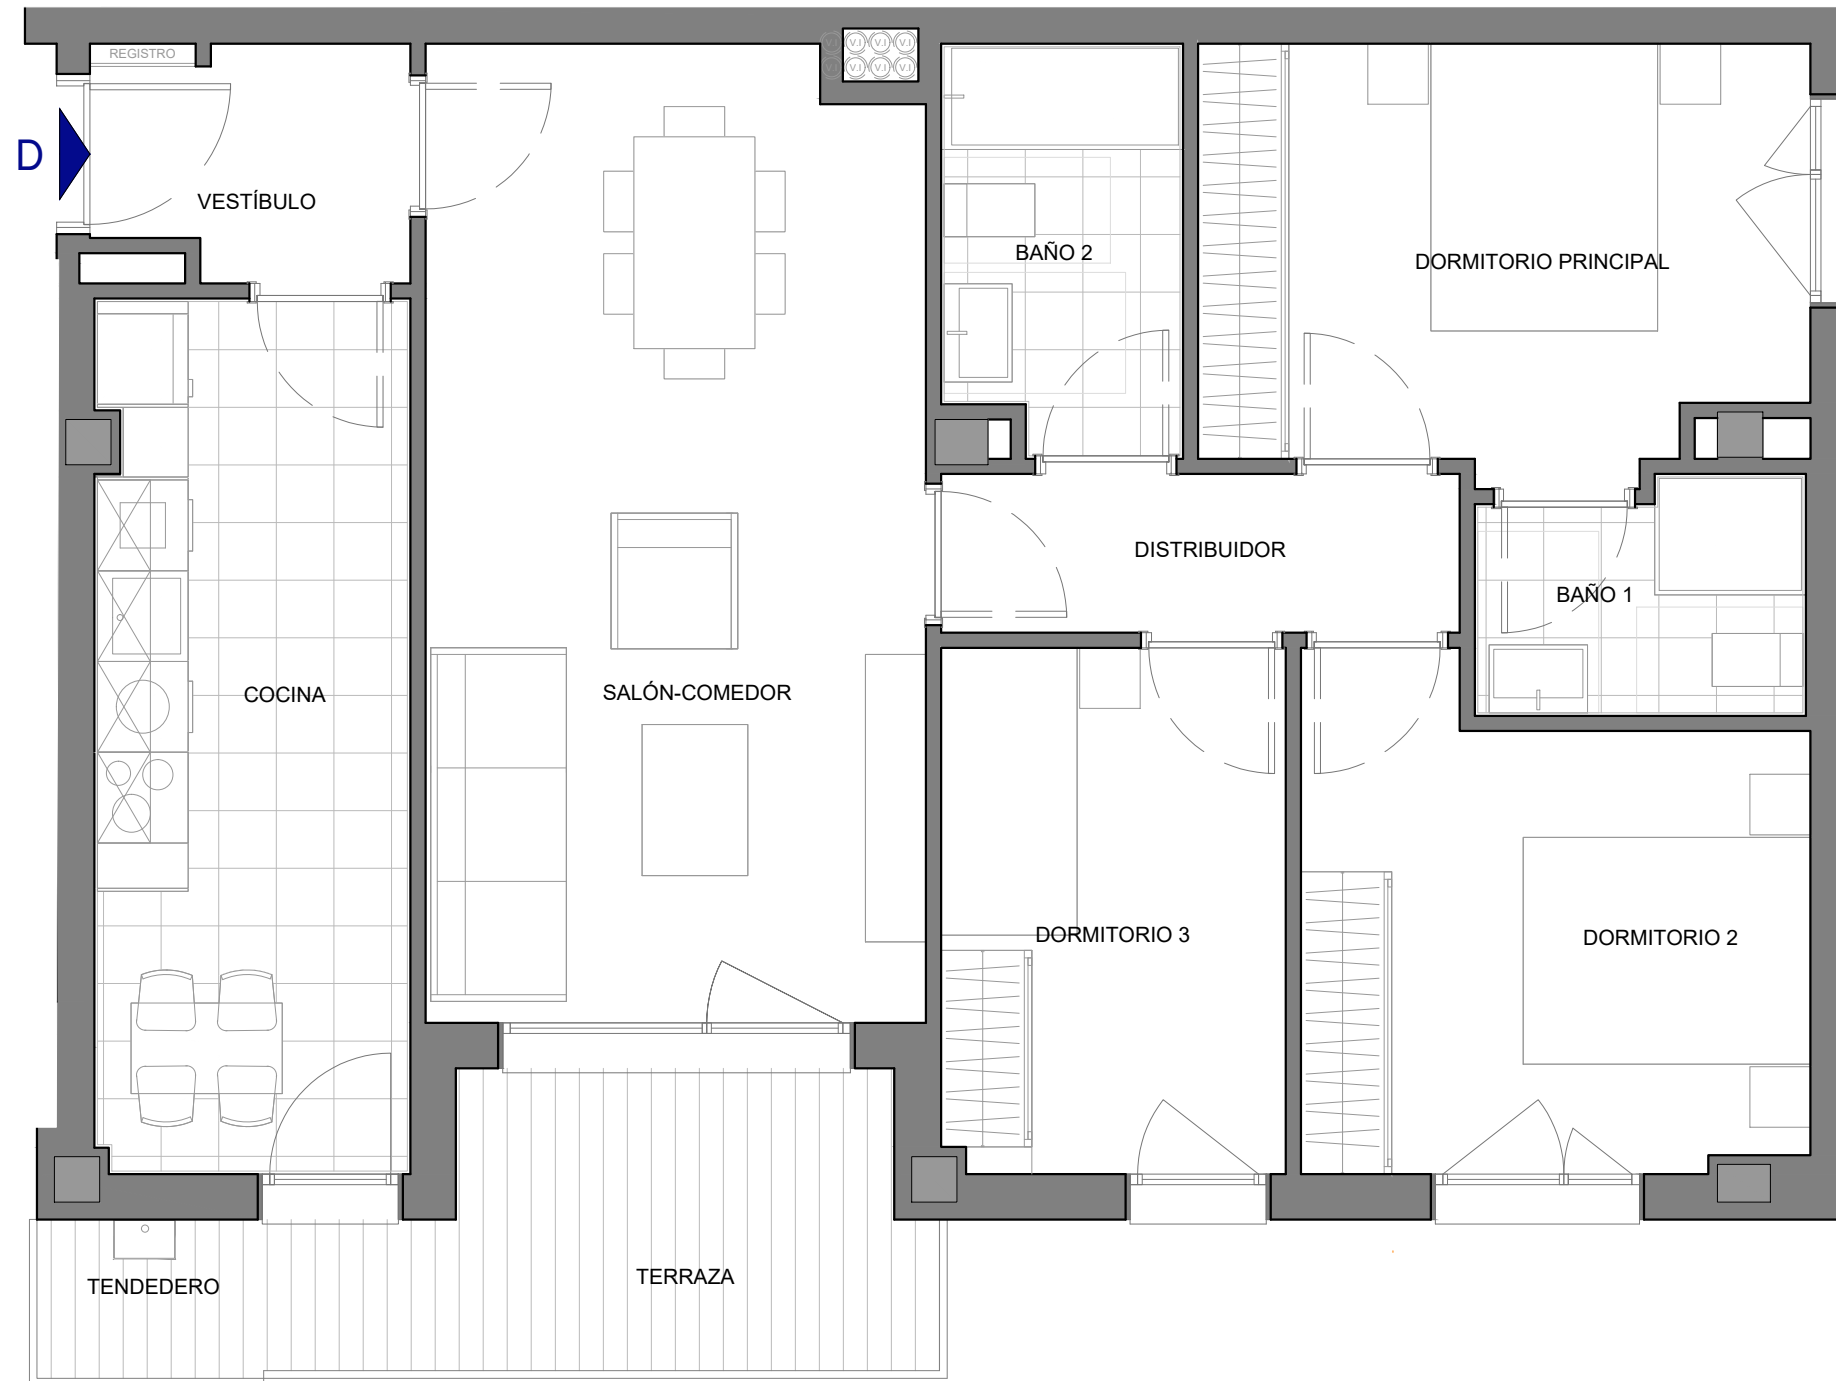 REGISTRO
V.I V.I V.I V.I
V.I V.I V.I V.I
D
VESTÍBULO
BAÑO 2
DORMITORIO PRINCIPAL
DISTRIBUIDOR
BAÑO 1
COCINA
SALÓN-COMEDOR
DORMITORIO 3
DORMITORIO 2
TENDEDERO
TERRAZA